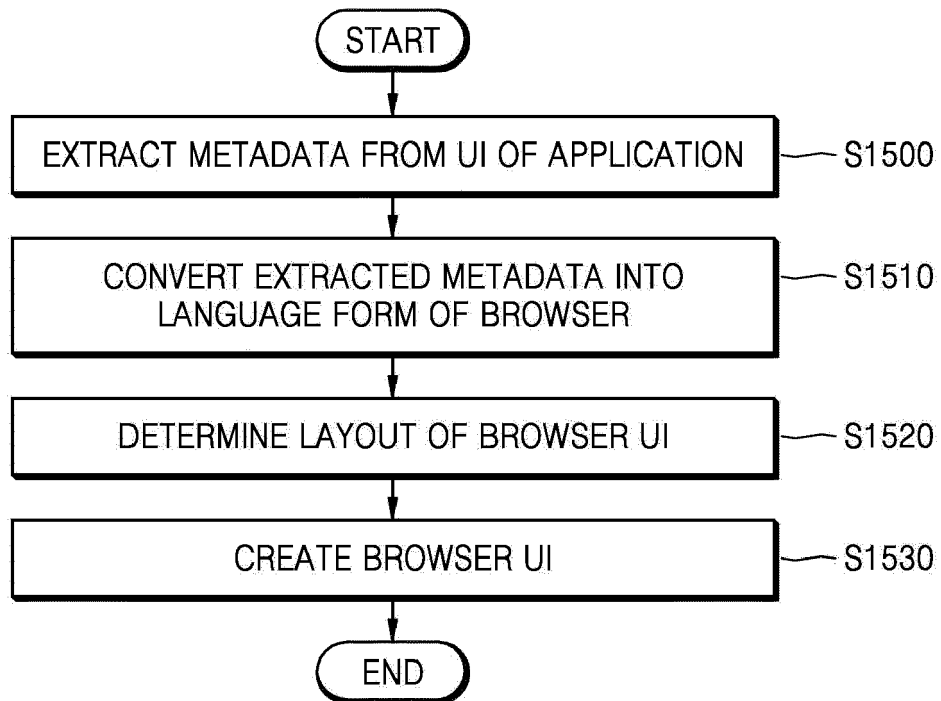 START
EXTRACT METADATA FROM UI OF APPLICATION
S1500
CONVERT EXTRACTED METADATA INTO
LANGUAGE FORM OF BROWSER
S1510
DETERMINE LAYOUT OF BROWSER UI
S1520
CREATE BROWSER UI
S1530
END